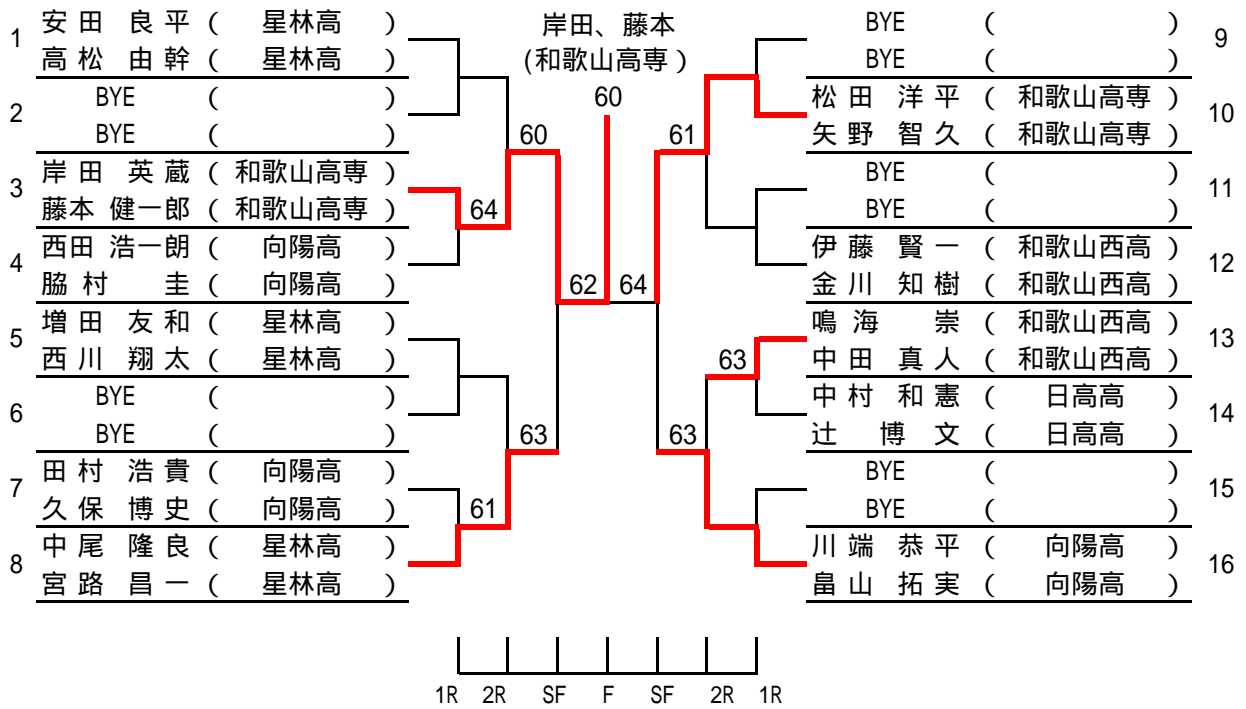 岸田、藤本
(和歌山高専)
60
1 安田 良平 ( 星林高 )
高松 由幹 ( 星林高 )
2 BYE ( )
BYE ( )
60
3 岸田 英蔵 ( 和歌山高専 )
藤本 健一郎 ( 和歌山高専 )
64
4 西田 浩一朗 ( 向陽高 )
脇村 圭 ( 向陽高 )
62
5 増田 友和 ( 星林高 )
西川 翔太 ( 星林高 )
6 BYE ( )
BYE ( )
63
7 田村 浩貴 ( 向陽高 )
久保 博史 ( 向陽高 )
61
8 中尾 隆良 ( 星林高 )
宮路 昌一 ( 星林高 )
BYE ( ) 9
BYE ( )
松田 洋平 ( 和歌山高専 ) 10
矢野 智久 ( 和歌山高専 )
61
BYE ( ) 11
BYE ( )
伊藤 賢一 ( 和歌山西高 ) 12
金川 知樹 ( 和歌山西高 )
64
鳴海 崇 ( 和歌山西高 ) 13
中田 真人 ( 和歌山西高 )
63
中村 和憲 ( 日高高 ) 14
辻 博文 ( 日高高 )
63
BYE ( ) 15
BYE ( )
川端 恭平 ( 向陽高 ) 16
畠山 拓実 ( 向陽高 )
1R 2R SF F SF 2R 1R